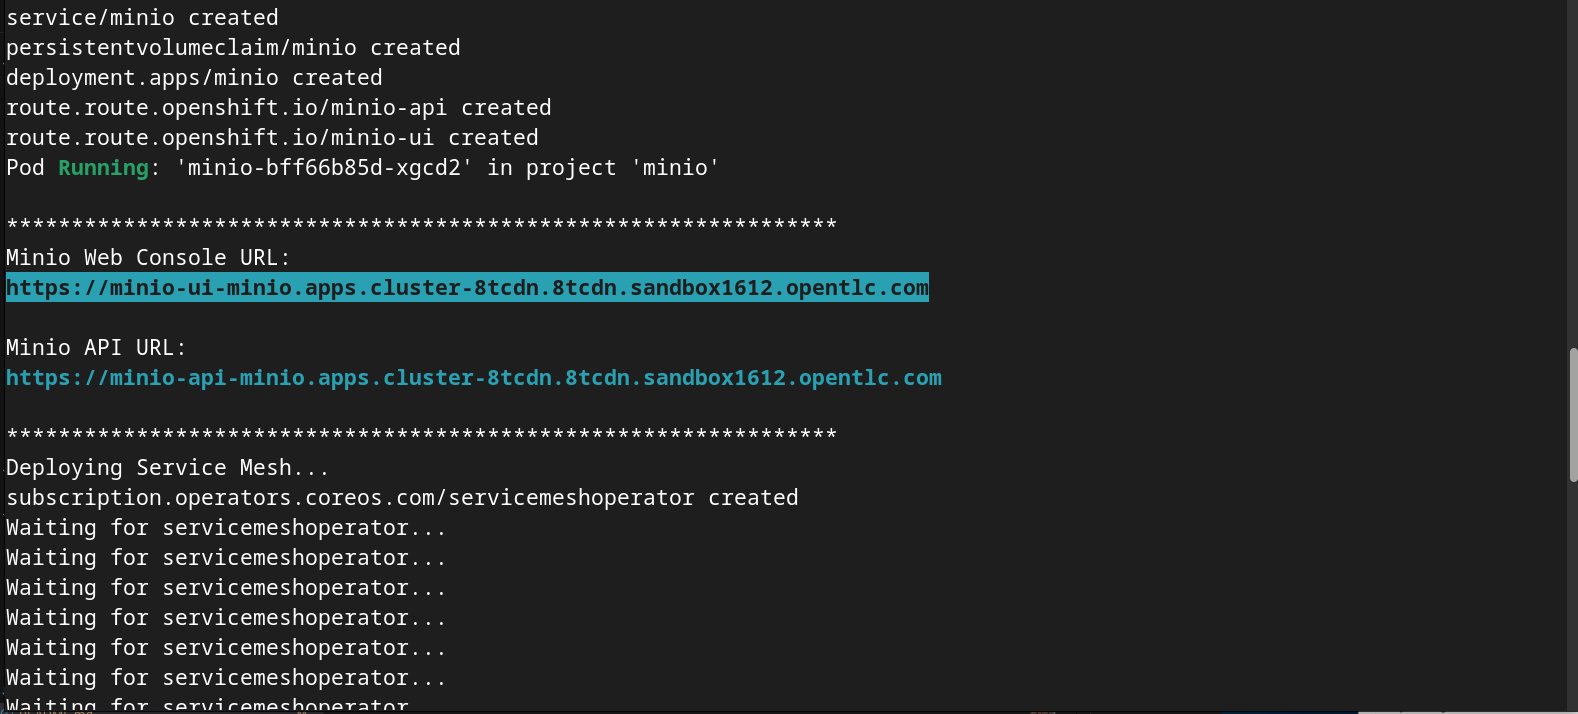 service/minio created
persistentvolumeclaim/minio created
deployment.apps/minio created
route.route.openshift.io/minio-api created
route.route.openshift.io/minio-ui created
Pod Running: 'minio-bff66b85d-xgcd2' in project 'minio'
****************************************************************
Minio Web Console URL:
https://minio-ui-minio.apps.cluster-8tcdn.8tcdn.sandbox1612.opentlc.com
Minio API URL:
https://minio-api-minio.apps.cluster-8tcdn.8tcdn.sandbox1612.opentlc.com
****************************************************************
Deploying Service Mesh...
subscription.operators.coreos.com/servicemeshoperator created
Waiting for servicemeshoperator...
Waiting for servicemeshoperator...
Waiting for servicemeshoperator...
Waiting for servicemeshoperator...
Waiting for servicemeshoperator...
Waiting for servicemeshoperator...
Waiting for servicemeshoperator